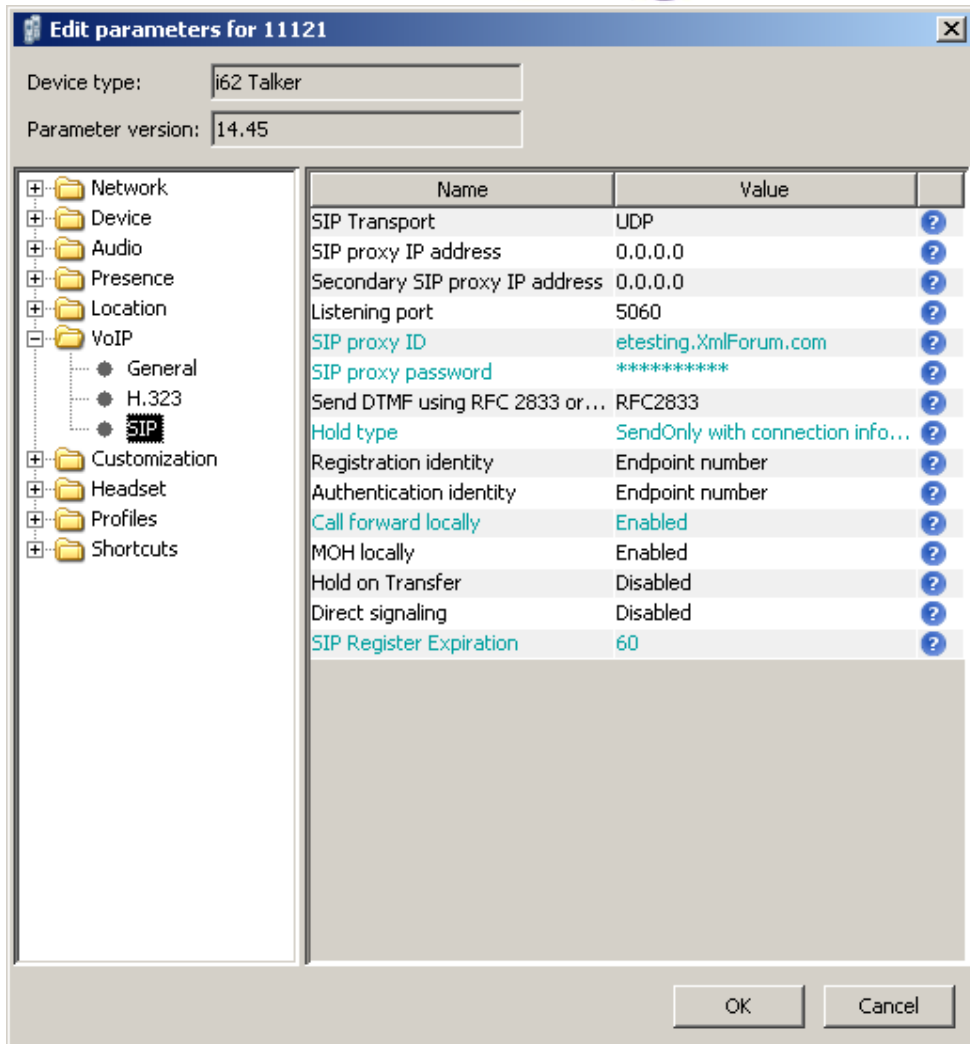 Edit parameters for 11121
Device type: i62 Talker
Parameter version: 14.45
Network
Device
Audio
Presence
Location
VoIP
General
H.323
SIP
Customization
Headset
Profiles
Shortcuts
Name Value
SIP Transport UDP
SIP proxy IP address 0.0.0.0
Secondary SIP proxy IP address 0.0.0.0
Listening port 5060
SIP proxy ID etesting.XmlForum.com
SIP proxy password **********
Send DTMF using RFC 2833 or... RFC2833
Hold type SendOnly with connection info...
Registration identity Endpoint number
Authentication identity Endpoint number
Call forward locally Enabled
MOH locally Enabled
Hold on Transfer Disabled
Direct signaling Disabled
SIP Register Expiration 60
OK Cancel